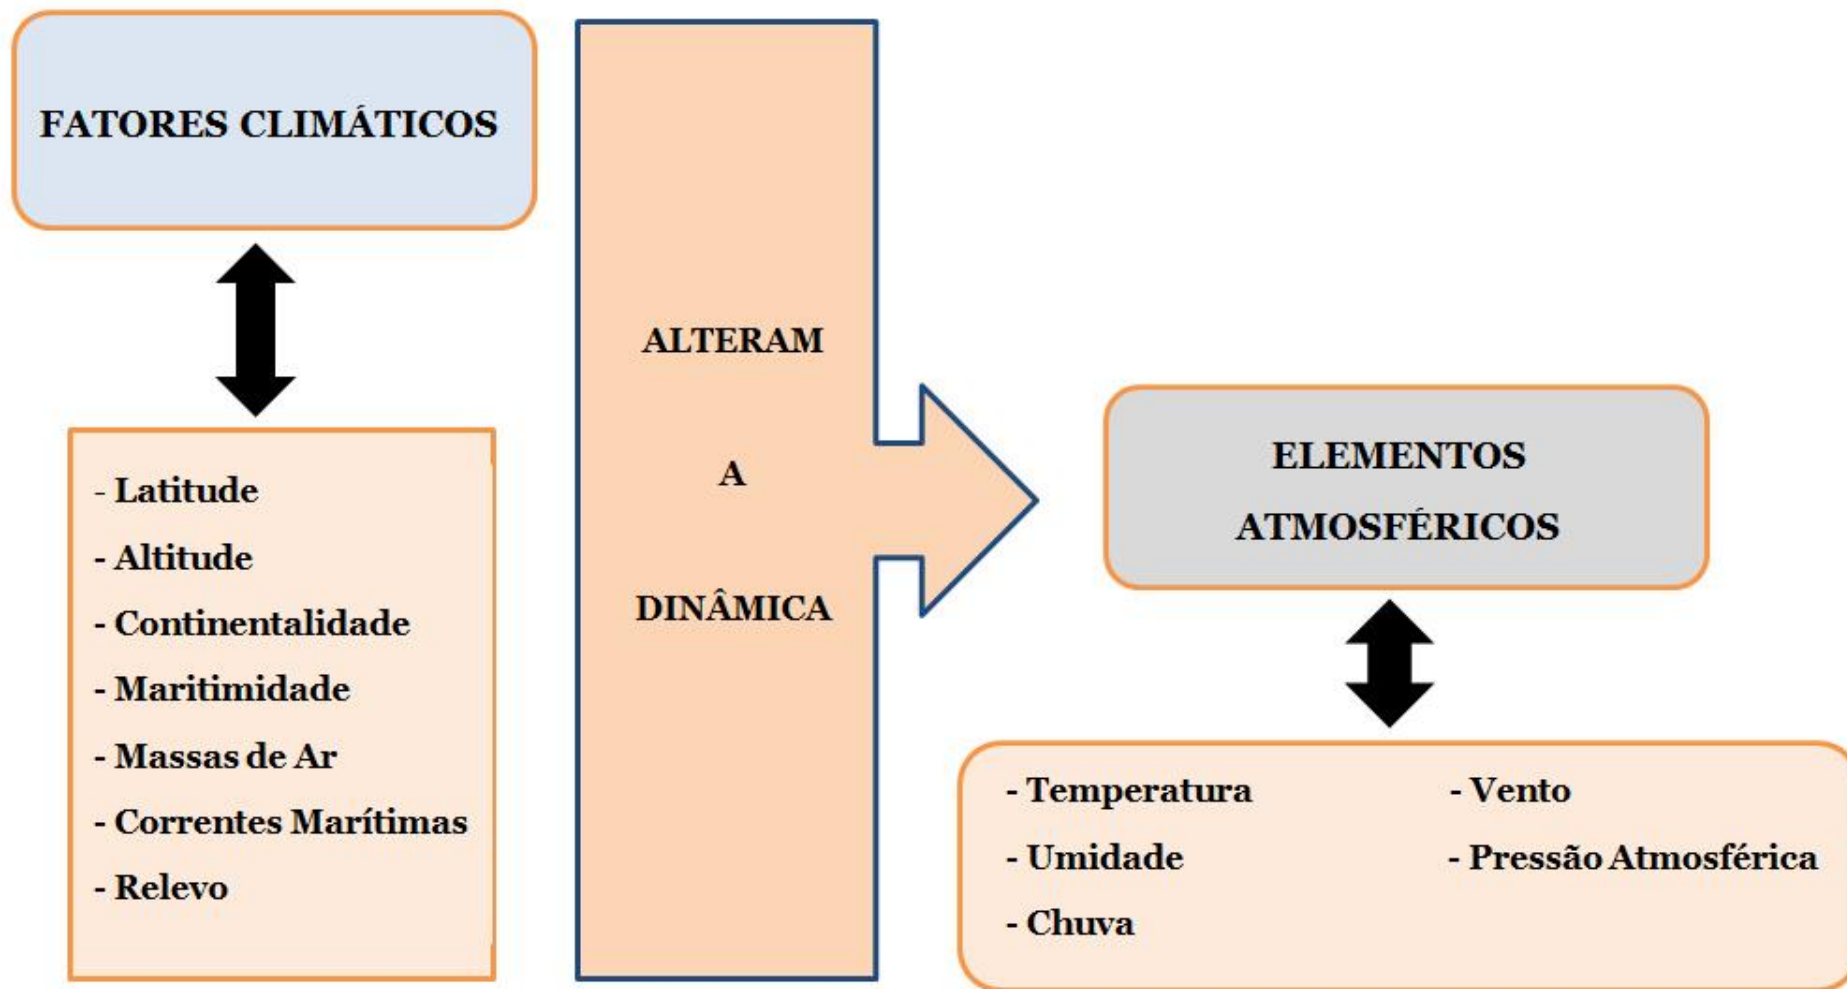 FATORES CLIMÁTICOS
- Latitude
- Altitude
- Continentalidade
- Maritimidade
- Massas de Ar
- Correntes Marítimas
- Relevo
ALTERAM
A
DINÂMICA
ELEMENTOS
ATMOSFÉRICOS
- Temperatura
- Umidade
- Chuva
- Vento
- Pressão Atmosférica